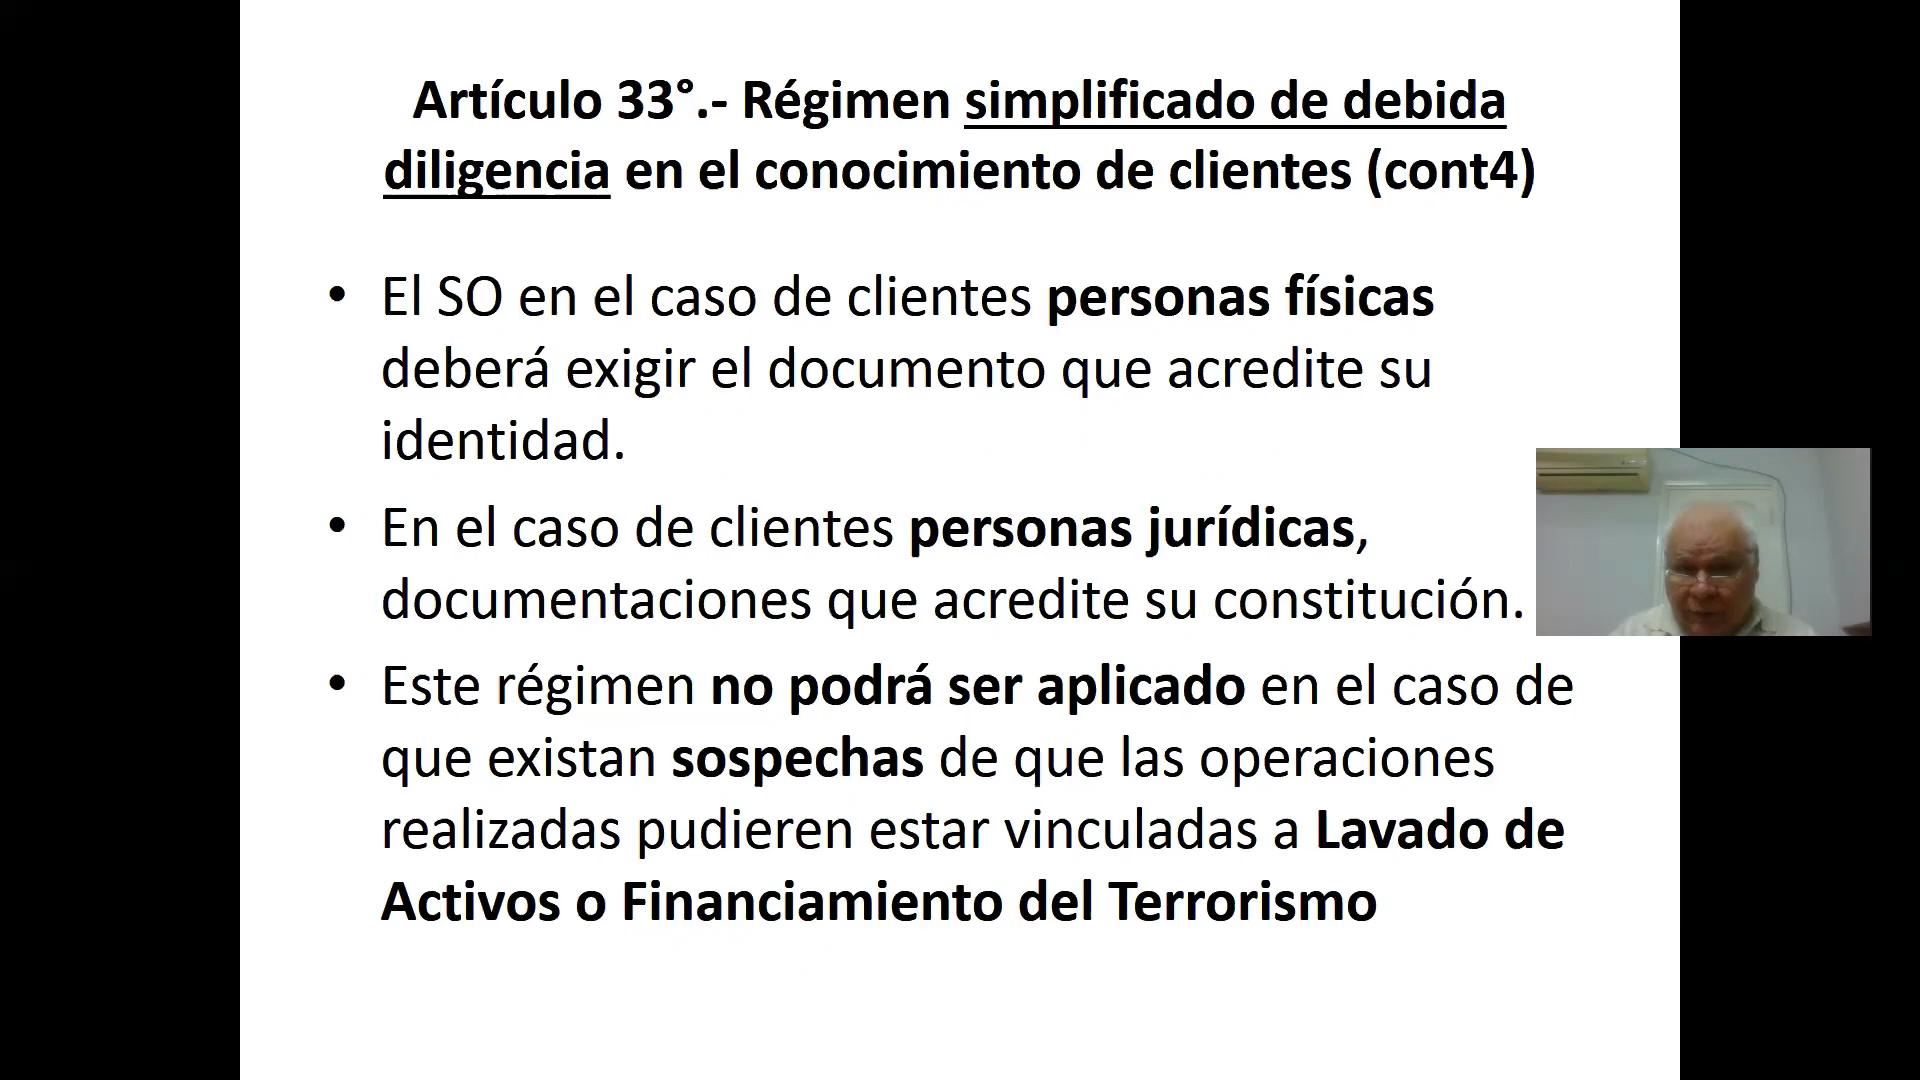 Artículo 33°.- Régimen simplificado de debida
diligencia en el conocimiento de clientes (cont4)
• El SO en el caso de clientes personas físicas
deberá exigir el documento que acredite su
identidad.
• En el caso de clientes personas jurídicas,
documentaciones que acredite su constitución.
• Este régimen no podrá ser aplicado en el caso de
que existan sospechas de que las operaciones
realizadas pudieren estar vinculadas a Lavado de
Activos o Financiamiento del Terrorismo